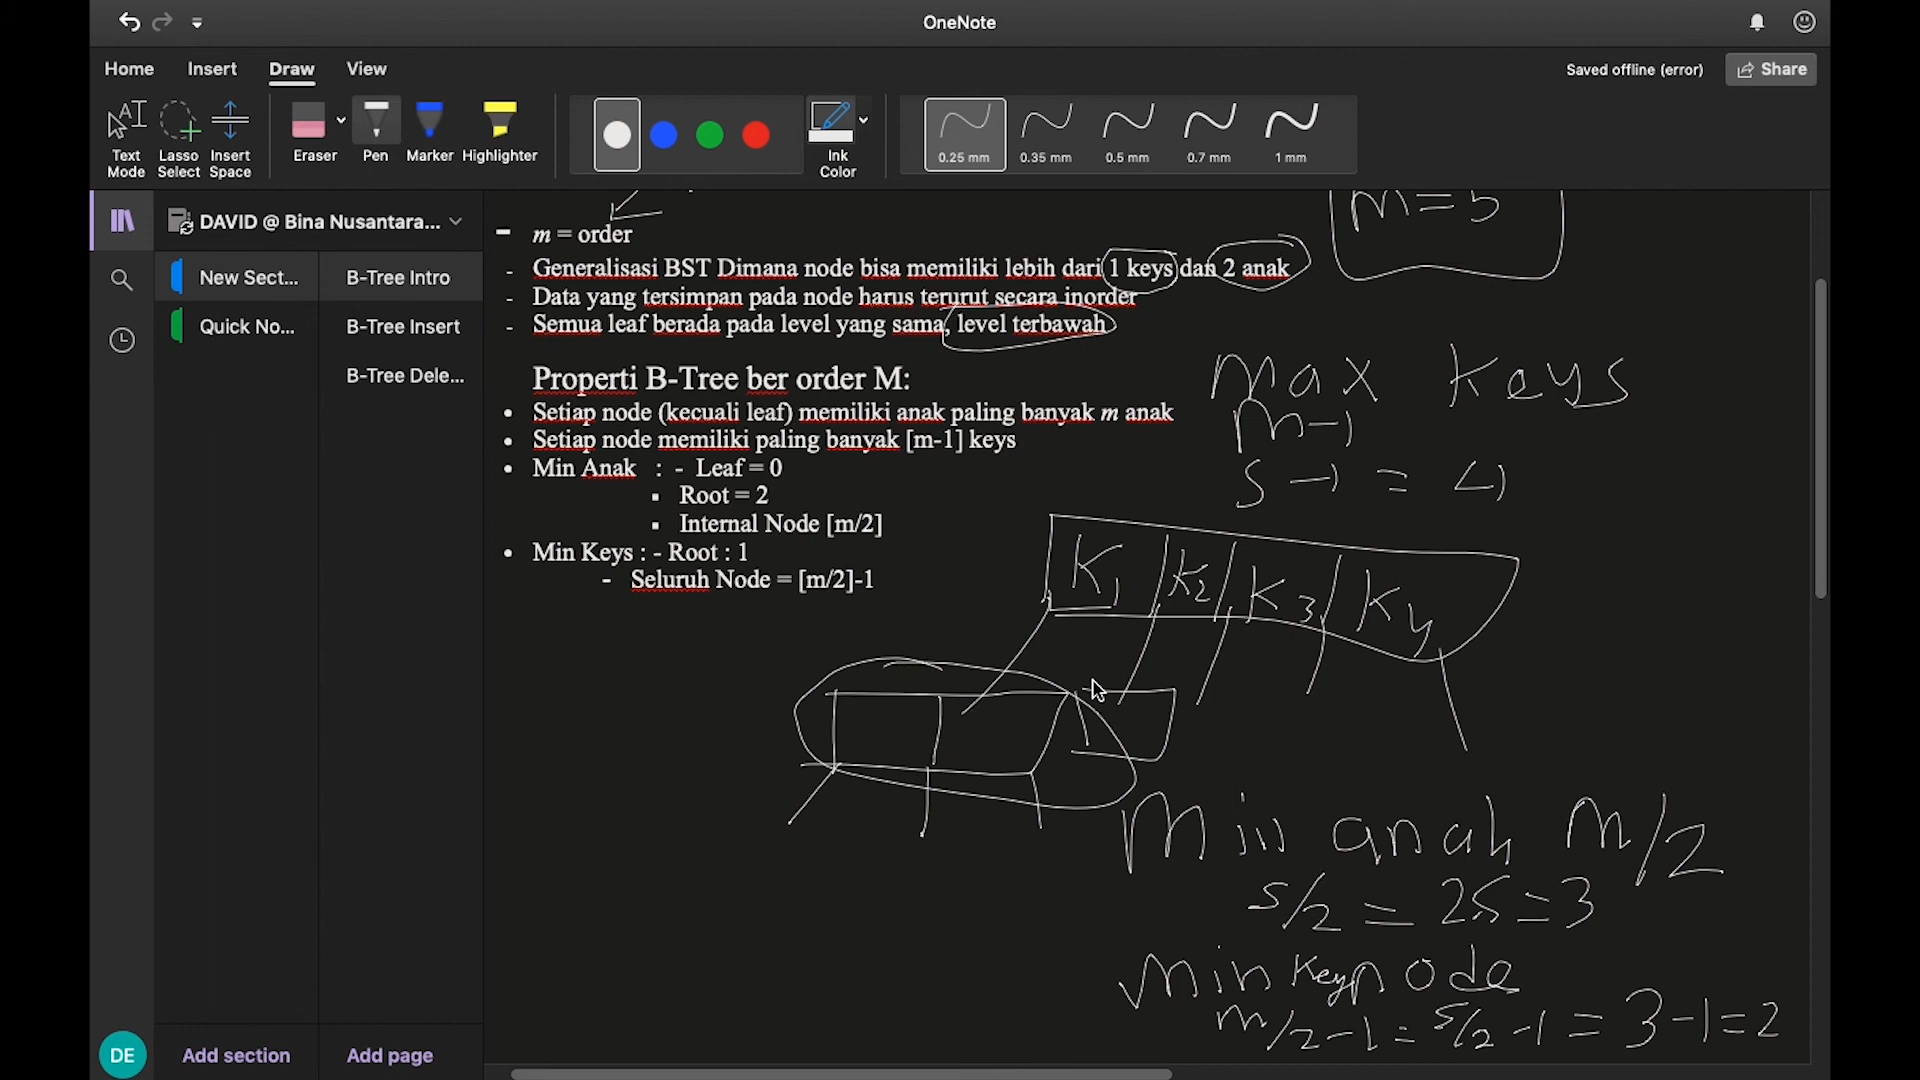 OneNote
Home Insert Draw View
Saved offline (error) Share
Text Mode
Lasso Select
Insert Space
Eraser
Pen
Marker
Highlighter
Ink Color
0.25 mm 0.35 mm 0.5 mm 0.7 mm 1 mm
DAVID @ Bina Nusantara...
New Sect...
Quick No...
B-Tree Intro
B-Tree Insert
B-Tree Dele...
m=5
- m = order
- Generalisasi BST Dimana node bisa memiliki lebih dari 1 keys dan 2 anak
- Data yang tersimpan pada node harus terurut secara inorder
- Semua leaf berada pada level yang sama, level terbawah
Properti B-Tree ber order M:
• Setiap node (kecuali leaf) memiliki anak paling banyak m anak
• Setiap node memiliki paling banyak [m-1] keys
• Min Anak : - Leaf = 0
▪ Root = 2
▪ Internal Node [m/2]
• Min Keys : - Root : 1
- Seluruh Node = [m/2]-1
max keys
m-1
5-1 = 4
K1 K2 K3 K4
Min anak m/2
5/2 = 25=3
Min key node
m/2-1 = 5/2-1 = 3-1=2
DE
Add section
Add page